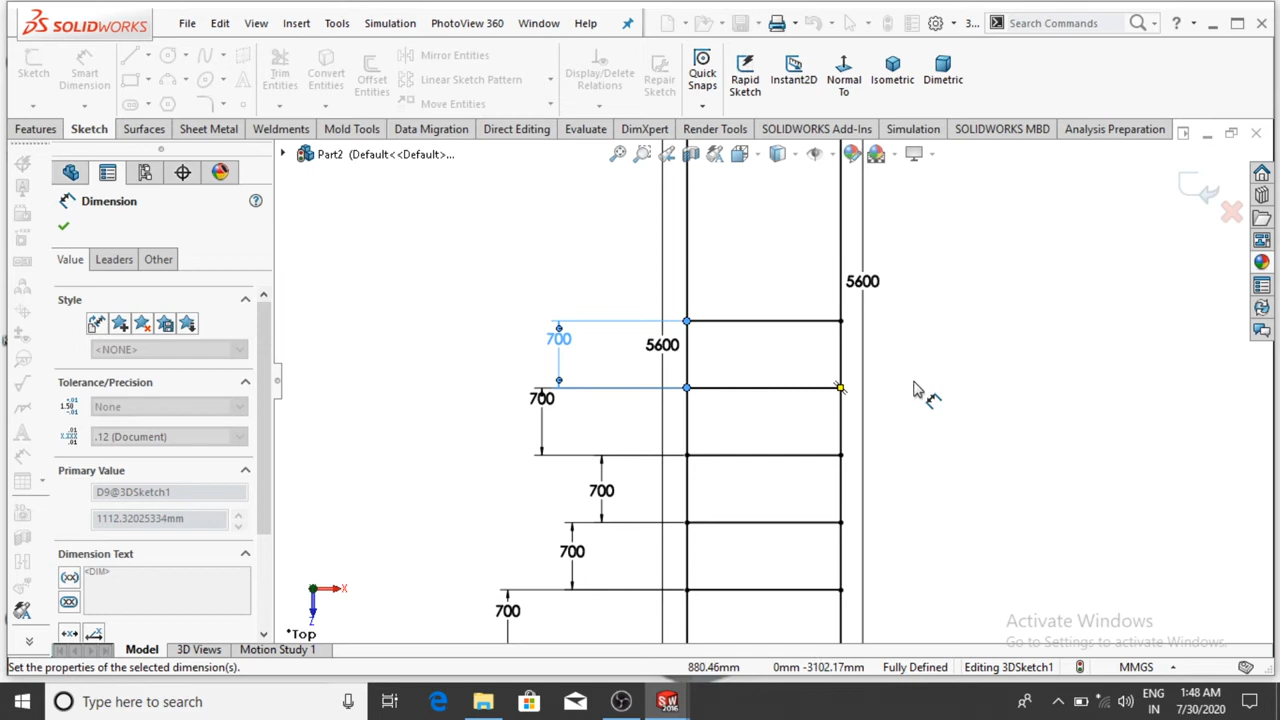 SOLIDWORKS File Edit View Insert Tools Simulation PhotoView 360 Window Help 3... Search Commands ?
Sketch Smart Dimension Trim Entities Convert Entities Offset Entities Mirror Entities Linear Sketch Pattern Move Entities Display/Delete Relations Repair Sketch Quick Snaps Rapid Sketch Instant2D Normal To Isometric Dimetric
Features Sketch Surfaces Sheet Metal Weldments Mold Tools Data Migration Direct Editing Evaluate DimXpert Render Tools SOLIDWORKS Add-Ins Simulation SOLIDWORKS MBD Analysis Preparation
Part2 (Default<<Default>...
Dimension
Value Leaders Other
Style
<NONE>
Tolerance/Precision
1.50 None
.12 (Document)
Primary Value
D9@3DSketch1
1112.32025334mm
Dimension Text
<DIM>
5600
700
5600
700
700
700
700
X
Z
*Top
Activate Windows
Go to Settings to activate Windows.
Model 3D Views Motion Study 1
Set the properties of the selected dimension(s). 880.46mm 0mm -3102.17mm Fully Defined Editing 3DSketch1 MMGS
Type here to search
SW
2016
ENG
IN
1:48 AM
7/30/2020